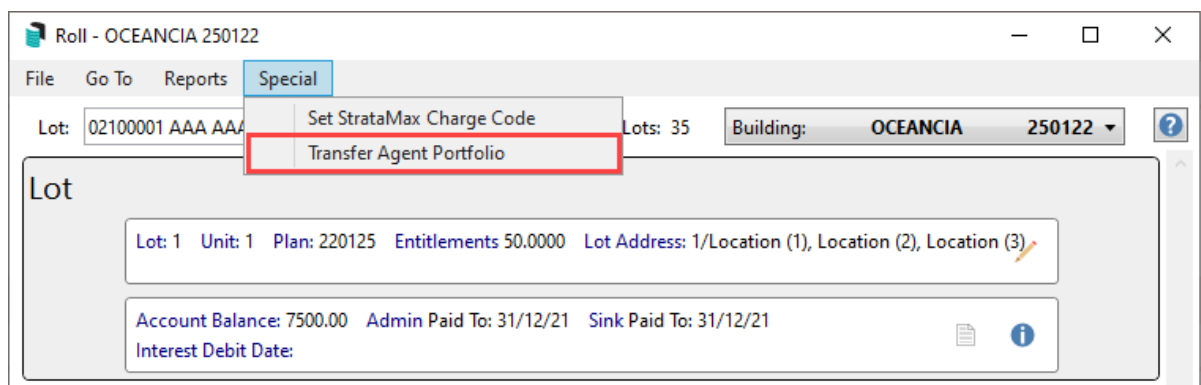 Roll - OCEANCIA 250122
File Go To Reports Special
Set StrataMax Charge Code
Transfer Agent Portfolio
Lot: 02100001 AAA Lots: 35 Building: OCEANCIA 250122
Lot
Lot: 1 Unit: 1 Plan: 220125 Entitlements 50.0000 Lot Address: 1/Location (1), Location (2), Location (3)
Account Balance: 7500.00 Admin Paid To: 31/12/21 Sink Paid To: 31/12/21
Interest Debit Date: